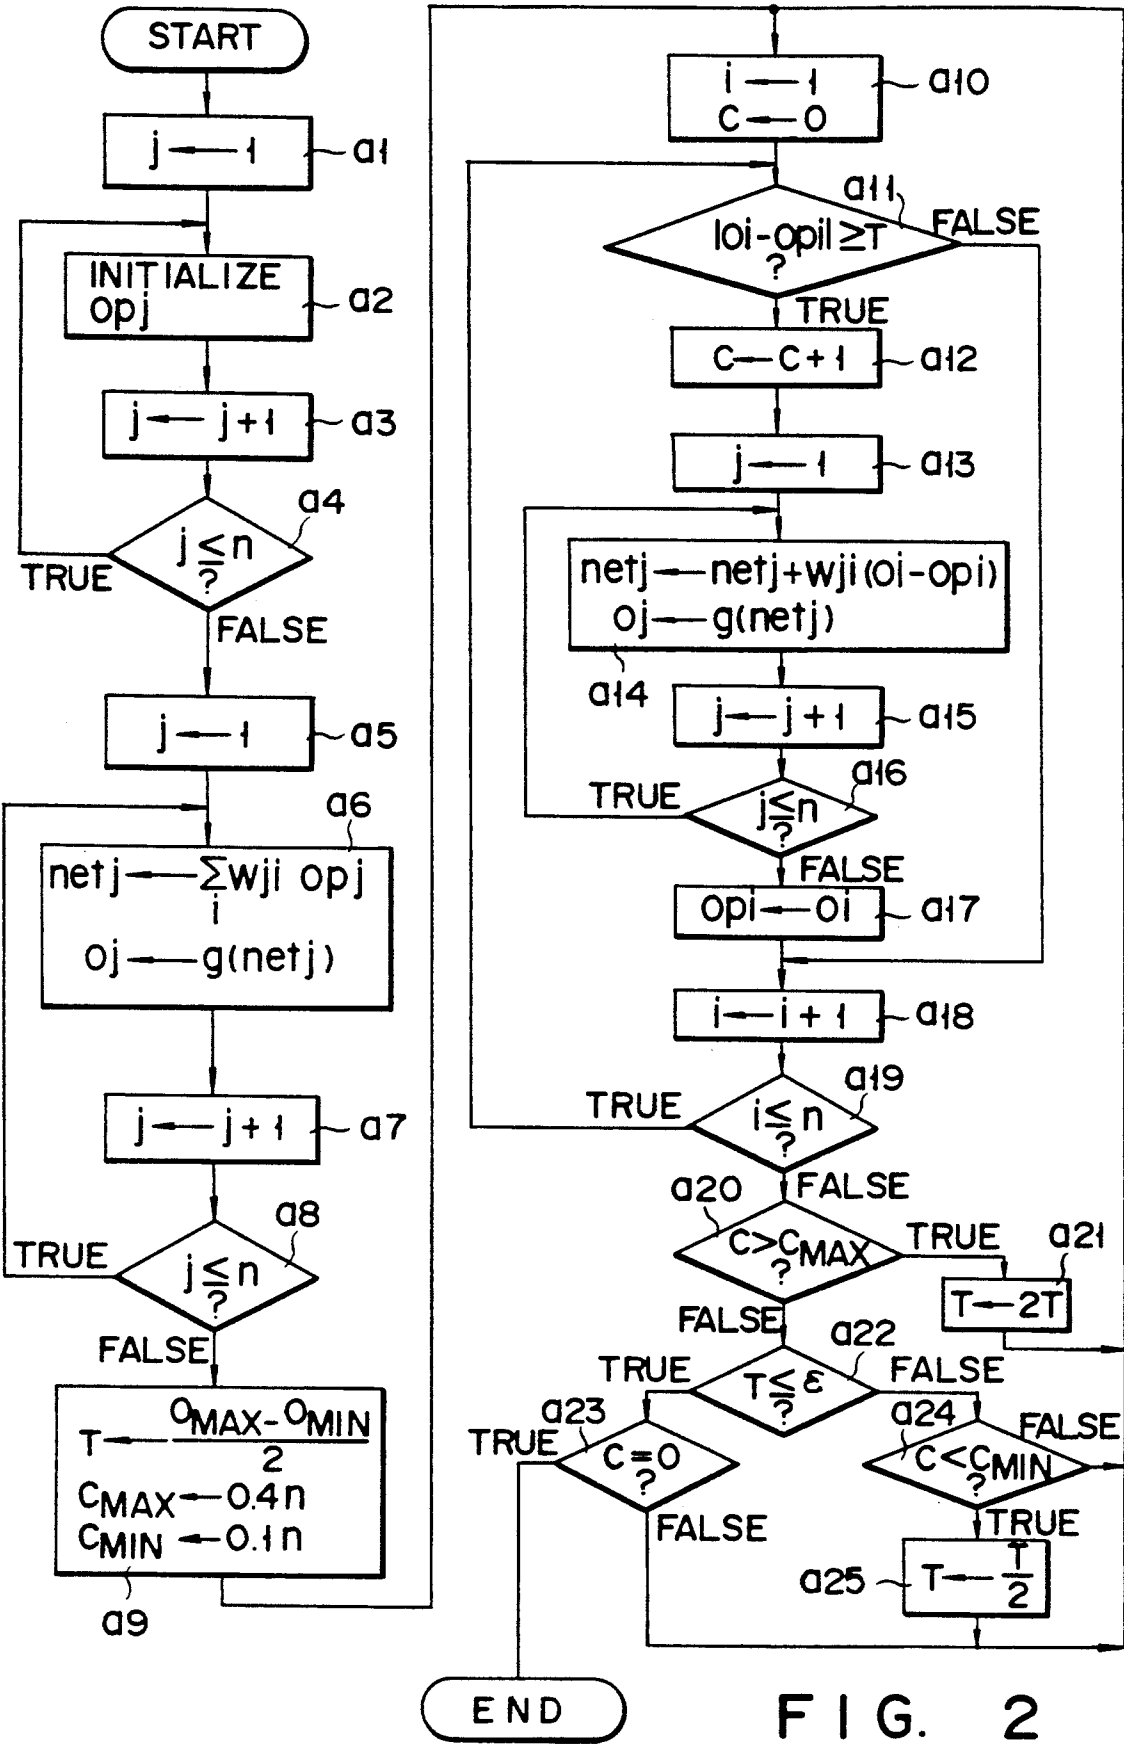 START
j ← 1
a1
INITIALIZE
opj
a2
j ← j+1
a3
a4
j ≤ n
?
TRUE
FALSE
j ← 1
a5
a6
netj ← Σ wji opj
i
oj ← g(netj)
j ← j+1
a7
a8
j ≤ n
?
TRUE
FALSE
T ← OMAX-OMIN
2
CMAX ← 0.4n
CMIN ← 0.1n
a9
i ← 1
C ← 0
a10
a11
|oi-opi| ≥ T
?
FALSE
TRUE
C ← C+1
a12
j ← 1
a13
netj ← netj+wji(oi-opi)
oj ← g(netj)
a14
j ← j+1
a15
a16
j ≤ n
?
TRUE
FALSE
opi ← oi
a17
i ← i+1
a18
a19
i ≤ n
?
TRUE
FALSE
a20
C > CMAX
?
TRUE
a21
T ← 2T
FALSE
a22
T ≤ ε
?
TRUE
FALSE
a23
C = 0
?
TRUE
FALSE
a24
C < CMIN
?
FALSE
TRUE
a25
T ← T
2
END
FIG. 2